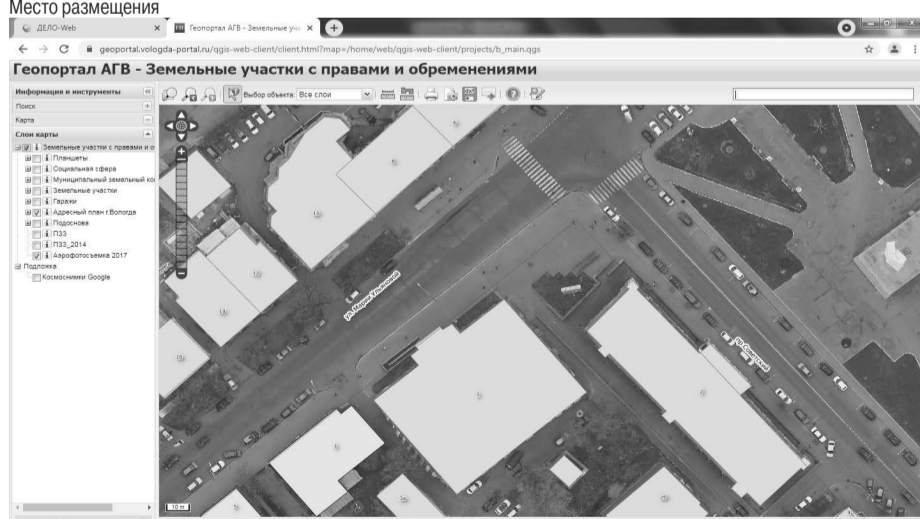 Место размещения
ДЕЛО-Web
Геопортал АГВ - Земельные уча
geoportal.vologda-portal.ru/qgis-web-client/client.html?map=/home/web/qgis-web-client/projects/b_main.qgs
Геопортал АГВ - Земельные участки с правами и обременениями
Информация и инструменты
Выбор объекта: Все слои
Поиск
Карта
Слои карты
Земельные участки с правами и о
Планшеты
Социальная сфера
Муниципальный земельный ко
Земельные участки
Гаражи
Адресный план г.Вологда
Подоснова
ПЗЗ
ПЗЗ_2014
Аэрофотосъемка 2017
Подложка
Космоснимки Google
ул. Марии Ульяновой
пр. Советский
10 m